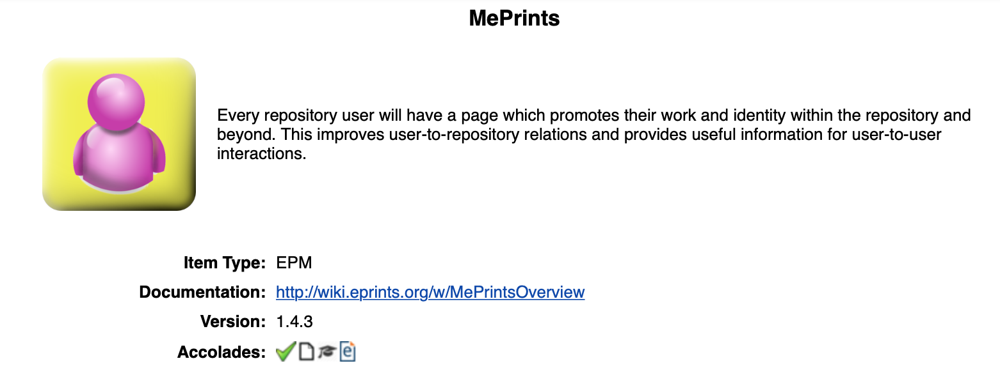 MePrints
Every repository user will have a page which promotes their work and identity within the repository and
beyond. This improves user-to-repository relations and provides useful information for user-to-user
interactions.
Item Type: EPM
Documentation: http://wiki.eprints.org/w/MePrintsOverview
Version: 1.4.3
Accolades: